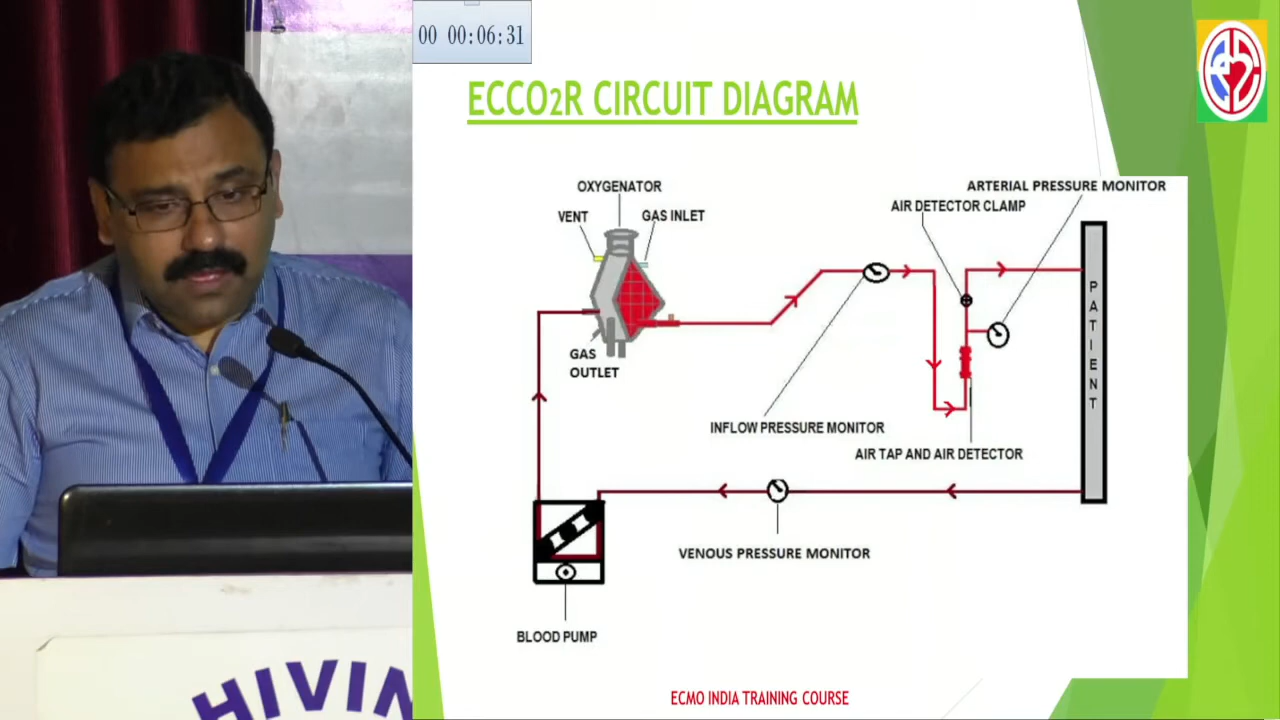 00 00:06:31
ECCO2R CIRCUIT DIAGRAM
OXYGENATOR
VENT
GAS INLET
ARTERIAL PRESSURE MONITOR
AIR DETECTOR CLAMP
PATIENT
GAS
OUTLET
INFLOW PRESSURE MONITOR
AIR TAP AND AIR DETECTOR
VENOUS PRESSURE MONITOR
BLOOD PUMP
ECMO INDIA TRAINING COURSE